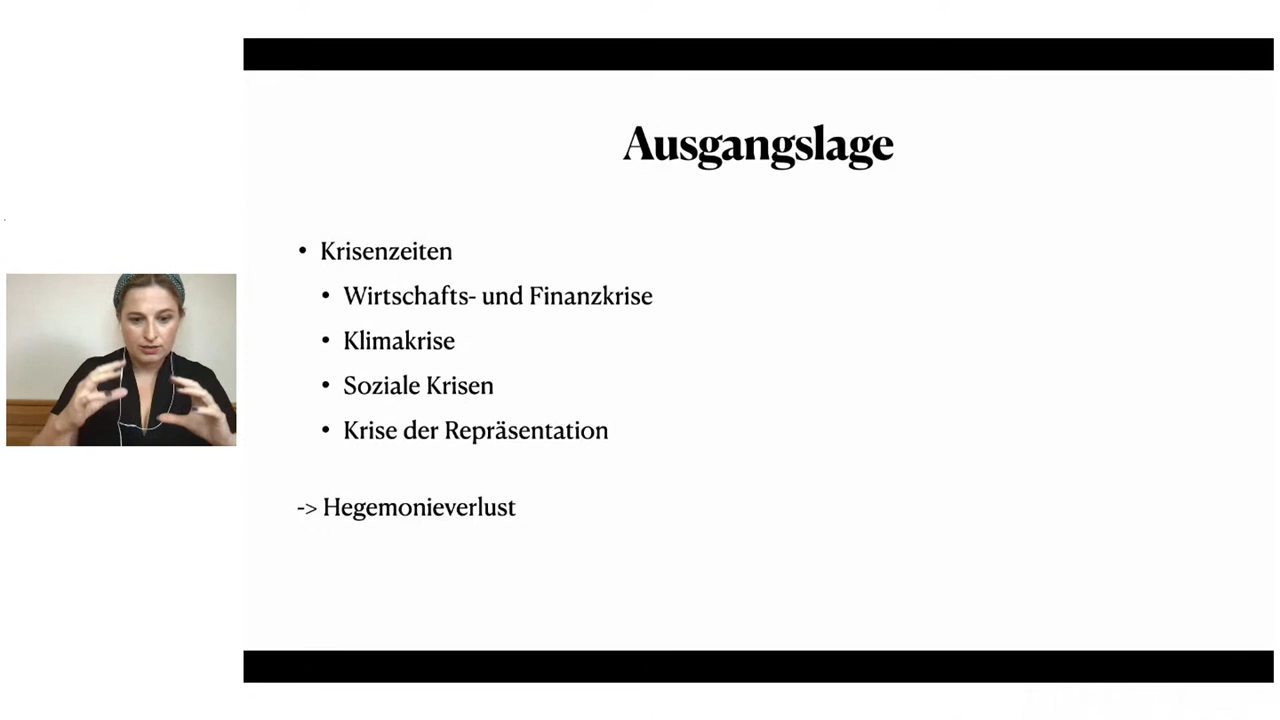 Ausgangslage
• Krisenzeiten
• Wirtschafts- und Finanzkrise
• Klimakrise
• Soziale Krisen
• Krise der Repräsentation
-> Hegemonieverlust